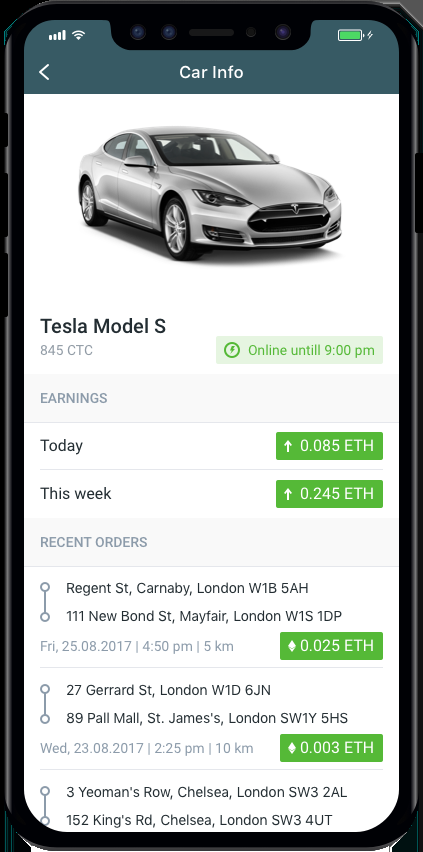 Car Info
Tesla Model S
845 CTC
Online untill 9:00 pm
EARNINGS
Today
0.085 ETH
This week
0.245 ETH
RECENT ORDERS
Regent St, Carnaby, London W1B 5AH
111 New Bond St, Mayfair, London W1S 1DP
Fri, 25.08.2017 | 4:50 pm | 5 km
0.025 ETH
27 Gerrard St, London W1D 6JN
89 Pall Mall, St. James's, London SW1Y 5HS
Wed, 23.08.2017 | 2:25 pm | 10 km
0.003 ETH
3 Yeoman's Row, Chelsea, London SW3 2AL
152 King's Rd, Chelsea, London SW3 4UT